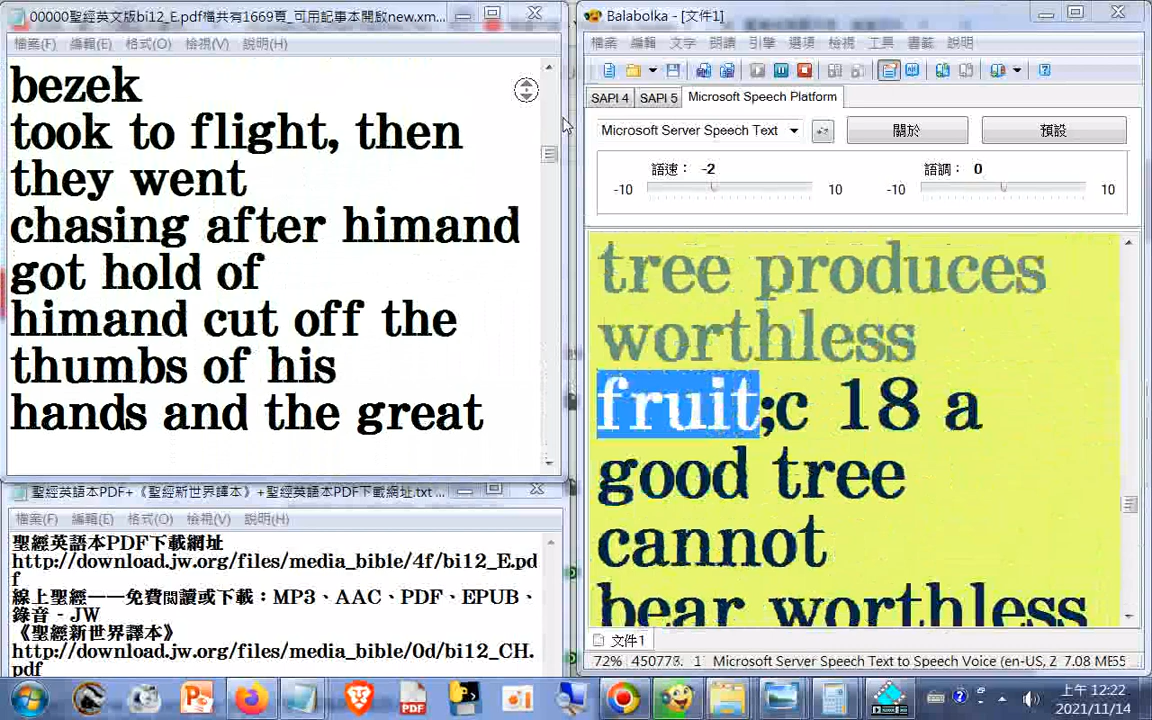 00000聖經英文版bi12_E.pdf檔共有1669頁_可用記事本開啟new.xm...
檔案(F) 編輯(E) 格式(O) 檢視(V) 說明(H)
bezek
took to flight, then
they went
chasing after himand
got hold of
himand cut off the
thumbs of his
hands and the great
聖經英語本PDF+《聖經新世界譯本》+聖經英語本PDF下載網址.txt ...
檔案(F) 編輯(E) 格式(O) 檢視(V) 說明(H)
聖經英語本PDF下載網址
http://download.jw.org/files/media_bible/4f/bi12_E.pd
f
線上聖經——免費閱讀或下載：MP3、AAC、PDF、EPUB、
錄音 - JW
《聖經新世界譯本》
http://download.jw.org/files/media_bible/0d/bi12_CH.
pdf
Balabolka - [文件1]
檔案 編輯 文字 朗讀 引擎 選項 檢視 工具 書籤 說明
SAPI 4 SAPI 5 Microsoft Speech Platform
Microsoft Server Speech Text 關於 預設
語速： -2 語調： 0
-10 10 -10 10
tree produces
worthless
fruit;c 18 a
good tree
cannot
bear worthless
文件1
72% 450773. 1 Microsoft Server Speech Text to Speech Voice (en-US, Z 7.08 ME55
PDF
上午 12:22
2021/11/14